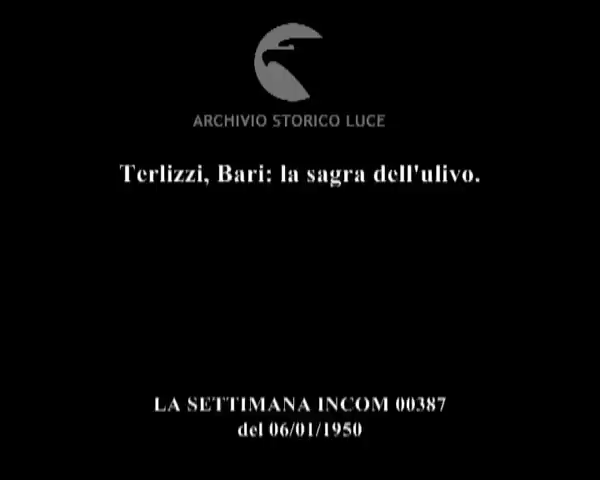 ARCHIVIO STORICO LUCE
Terlizzi, Bari: la sagra dell'ulivo.
LA SETTIMANA INCOM 00387
del 06/01/1950